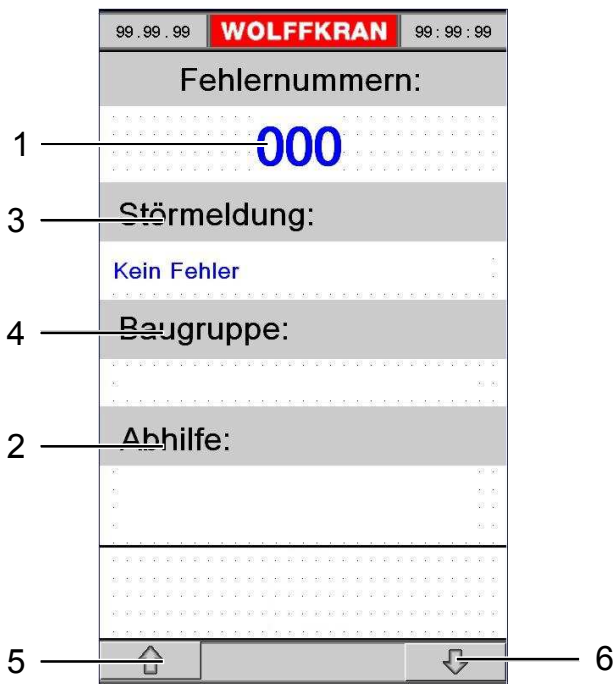 99.99.99 WOLFFKRAN 99:99:99
Fehlernummern:
1 000
3 Störmeldung:
Kein Fehler
4 Baugruppe:
2 Abhilfe:
5 6